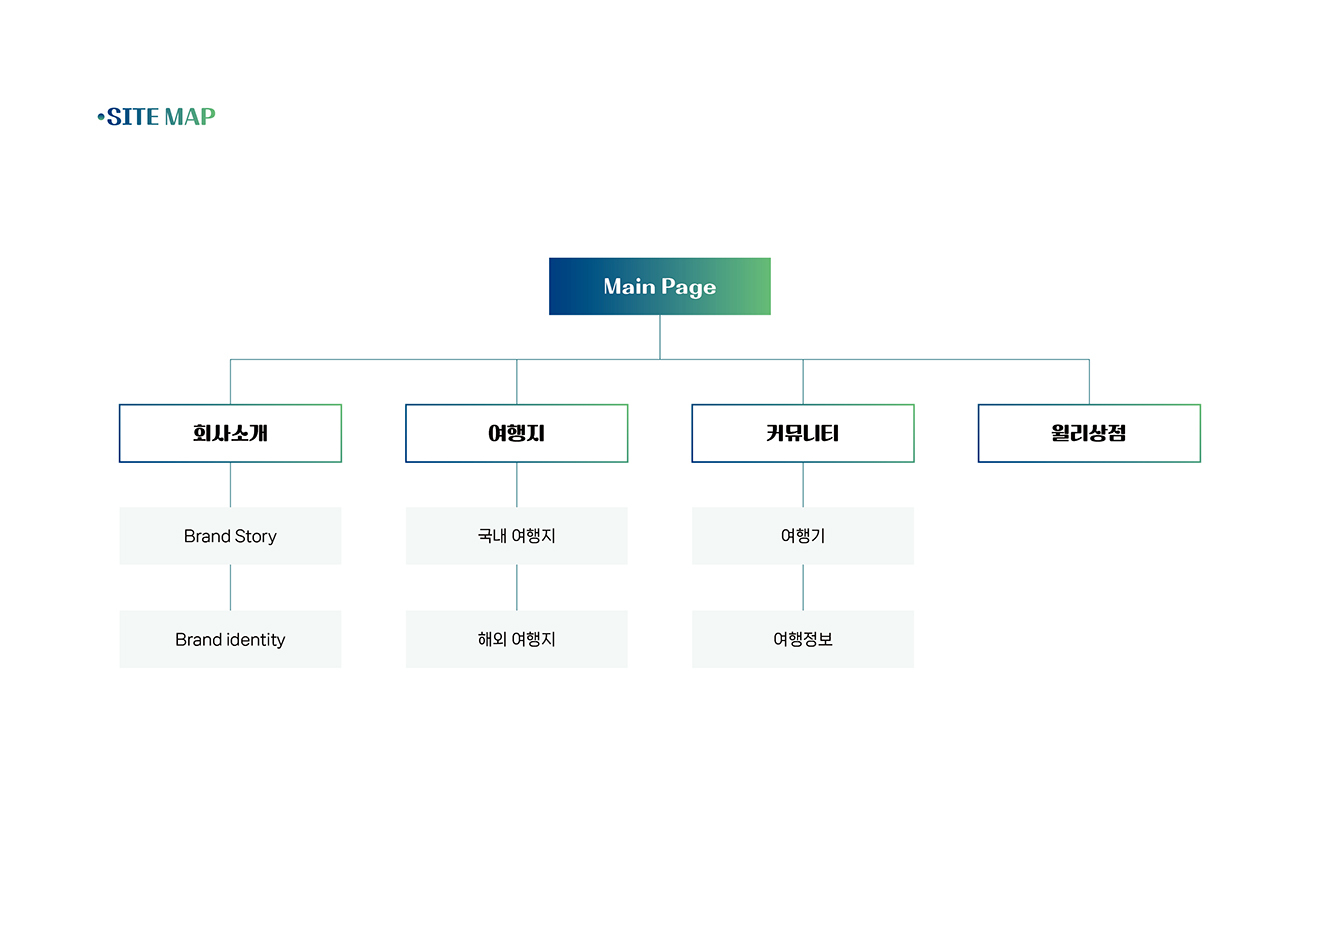 •SITE MAP
Main Page
회사소개
여행지
커뮤니티
윌리상점
Brand Story
국내 여행지
여행기
Brand identity
해외 여행지
여행정보